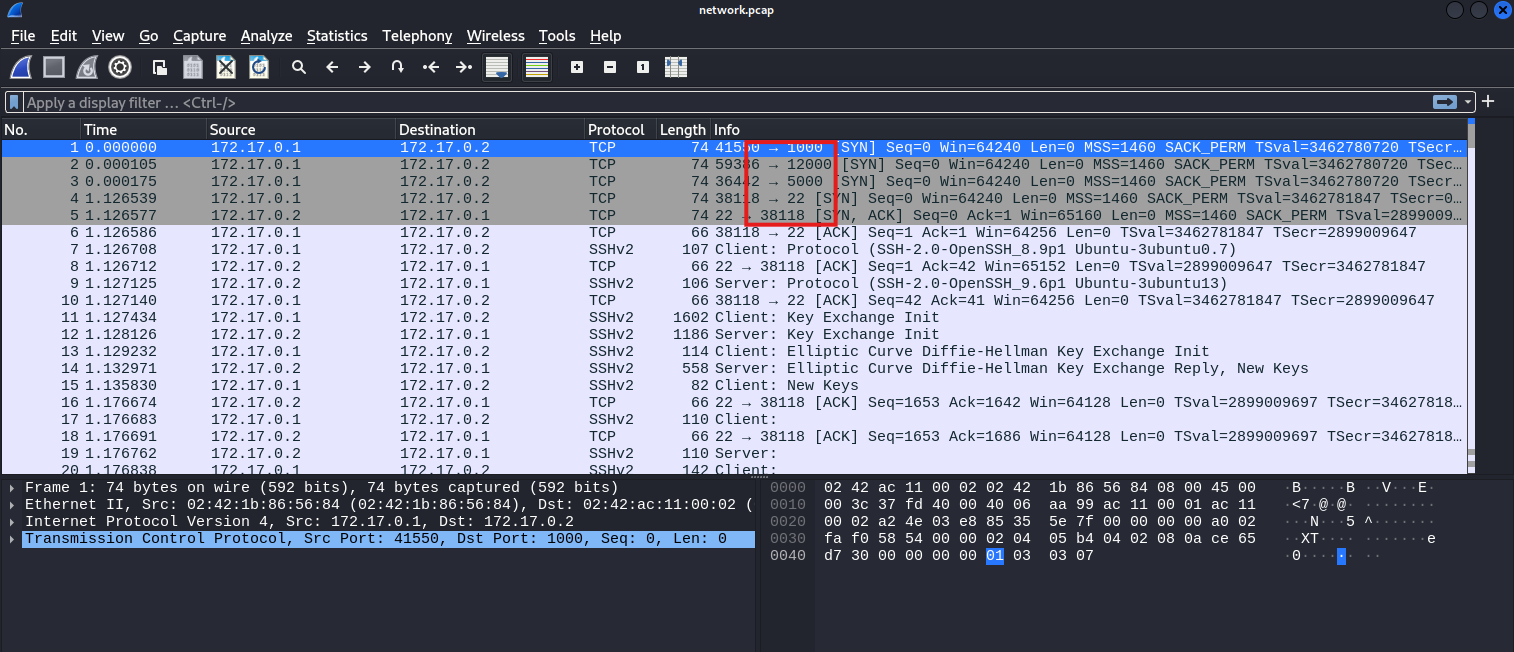 network.pcap
File Edit View Go Capture Analyze Statistics Telephony Wireless Tools Help
Apply a display filter … <Ctrl-/>
No. Time Source Destination Protocol Length Info
1 0.000000 172.17.0.1 172.17.0.2 TCP 74 41550 → 1000 [SYN] Seq=0 Win=64240 Len=0 MSS=1460 SACK_PERM TSval=3462780720 TSecr…
2 0.000105 172.17.0.1 172.17.0.2 TCP 74 59386 → 12000 [SYN] Seq=0 Win=64240 Len=0 MSS=1460 SACK_PERM TSval=3462780720 TSec…
3 0.000175 172.17.0.1 172.17.0.2 TCP 74 36442 → 5000 [SYN] Seq=0 Win=64240 Len=0 MSS=1460 SACK_PERM TSval=3462780720 TSecr…
4 1.126539 172.17.0.1 172.17.0.2 TCP 74 38118 → 22 [SYN] Seq=0 Win=64240 Len=0 MSS=1460 SACK_PERM TSval=3462781847 TSecr=0…
5 1.126577 172.17.0.2 172.17.0.1 TCP 74 22 → 38118 [SYN, ACK] Seq=0 Ack=1 Win=65160 Len=0 MSS=1460 SACK_PERM TSval=2899009…
6 1.126586 172.17.0.1 172.17.0.2 TCP 66 38118 → 22 [ACK] Seq=1 Ack=1 Win=64256 Len=0 TSval=3462781847 TSecr=2899009647
7 1.126708 172.17.0.1 172.17.0.2 SSHv2 107 Client: Protocol (SSH-2.0-OpenSSH_8.9p1 Ubuntu-3ubuntu0.7)
8 1.126712 172.17.0.2 172.17.0.1 TCP 66 22 → 38118 [ACK] Seq=1 Ack=42 Win=65152 Len=0 TSval=2899009647 TSecr=3462781847
9 1.127125 172.17.0.2 172.17.0.1 SSHv2 106 Server: Protocol (SSH-2.0-OpenSSH_9.6p1 Ubuntu-3ubuntu13)
10 1.127140 172.17.0.1 172.17.0.2 TCP 66 38118 → 22 [ACK] Seq=42 Ack=41 Win=64256 Len=0 TSval=3462781847 TSecr=2899009647
11 1.127434 172.17.0.1 172.17.0.2 SSHv2 1602 Client: Key Exchange Init
12 1.128126 172.17.0.2 172.17.0.1 SSHv2 1186 Server: Key Exchange Init
13 1.129232 172.17.0.1 172.17.0.2 SSHv2 114 Client: Elliptic Curve Diffie-Hellman Key Exchange Init
14 1.132971 172.17.0.2 172.17.0.1 SSHv2 558 Server: Elliptic Curve Diffie-Hellman Key Exchange Reply, New Keys
15 1.135830 172.17.0.1 172.17.0.2 SSHv2 82 Client: New Keys
16 1.176674 172.17.0.2 172.17.0.1 TCP 66 22 → 38118 [ACK] Seq=1653 Ack=1642 Win=64128 Len=0 TSval=2899009697 TSecr=34627818…
17 1.176683 172.17.0.1 172.17.0.2 SSHv2 110 Client:
18 1.176691 172.17.0.2 172.17.0.1 TCP 66 22 → 38118 [ACK] Seq=1653 Ack=1686 Win=64128 Len=0 TSval=2899009697 TSecr=34627818…
19 1.176762 172.17.0.2 172.17.0.1 SSHv2 110 Server:
20 1.176838 172.17.0.1 172.17.0.2 SSHv2 142 Client:
Frame 1: 74 bytes on wire (592 bits), 74 bytes captured (592 bits)
Ethernet II, Src: 02:42:1b:86:56:84 (02:42:1b:86:56:84), Dst: 02:42:ac:11:00:02 (
Internet Protocol Version 4, Src: 172.17.0.1, Dst: 172.17.0.2
Transmission Control Protocol, Src Port: 41550, Dst Port: 1000, Seq: 0, Len: 0
0000 02 42 ac 11 00 02 02 42 1b 86 56 84 08 00 45 00 ·B·····B ··V···E·
0010 00 3c 37 fd 40 00 40 06 aa 99 ac 11 00 01 ac 11 ·<7·@·@· ········
0020 00 02 a2 4e 03 e8 85 35 5e 7f 00 00 00 00 a0 02 ···N···5 ^·······
0030 fa f0 58 54 00 00 02 04 05 b4 04 02 08 0a ce 65 ··XT···· ·······e
0040 d7 30 00 00 00 00 01 03 03 07 ·0······ ··